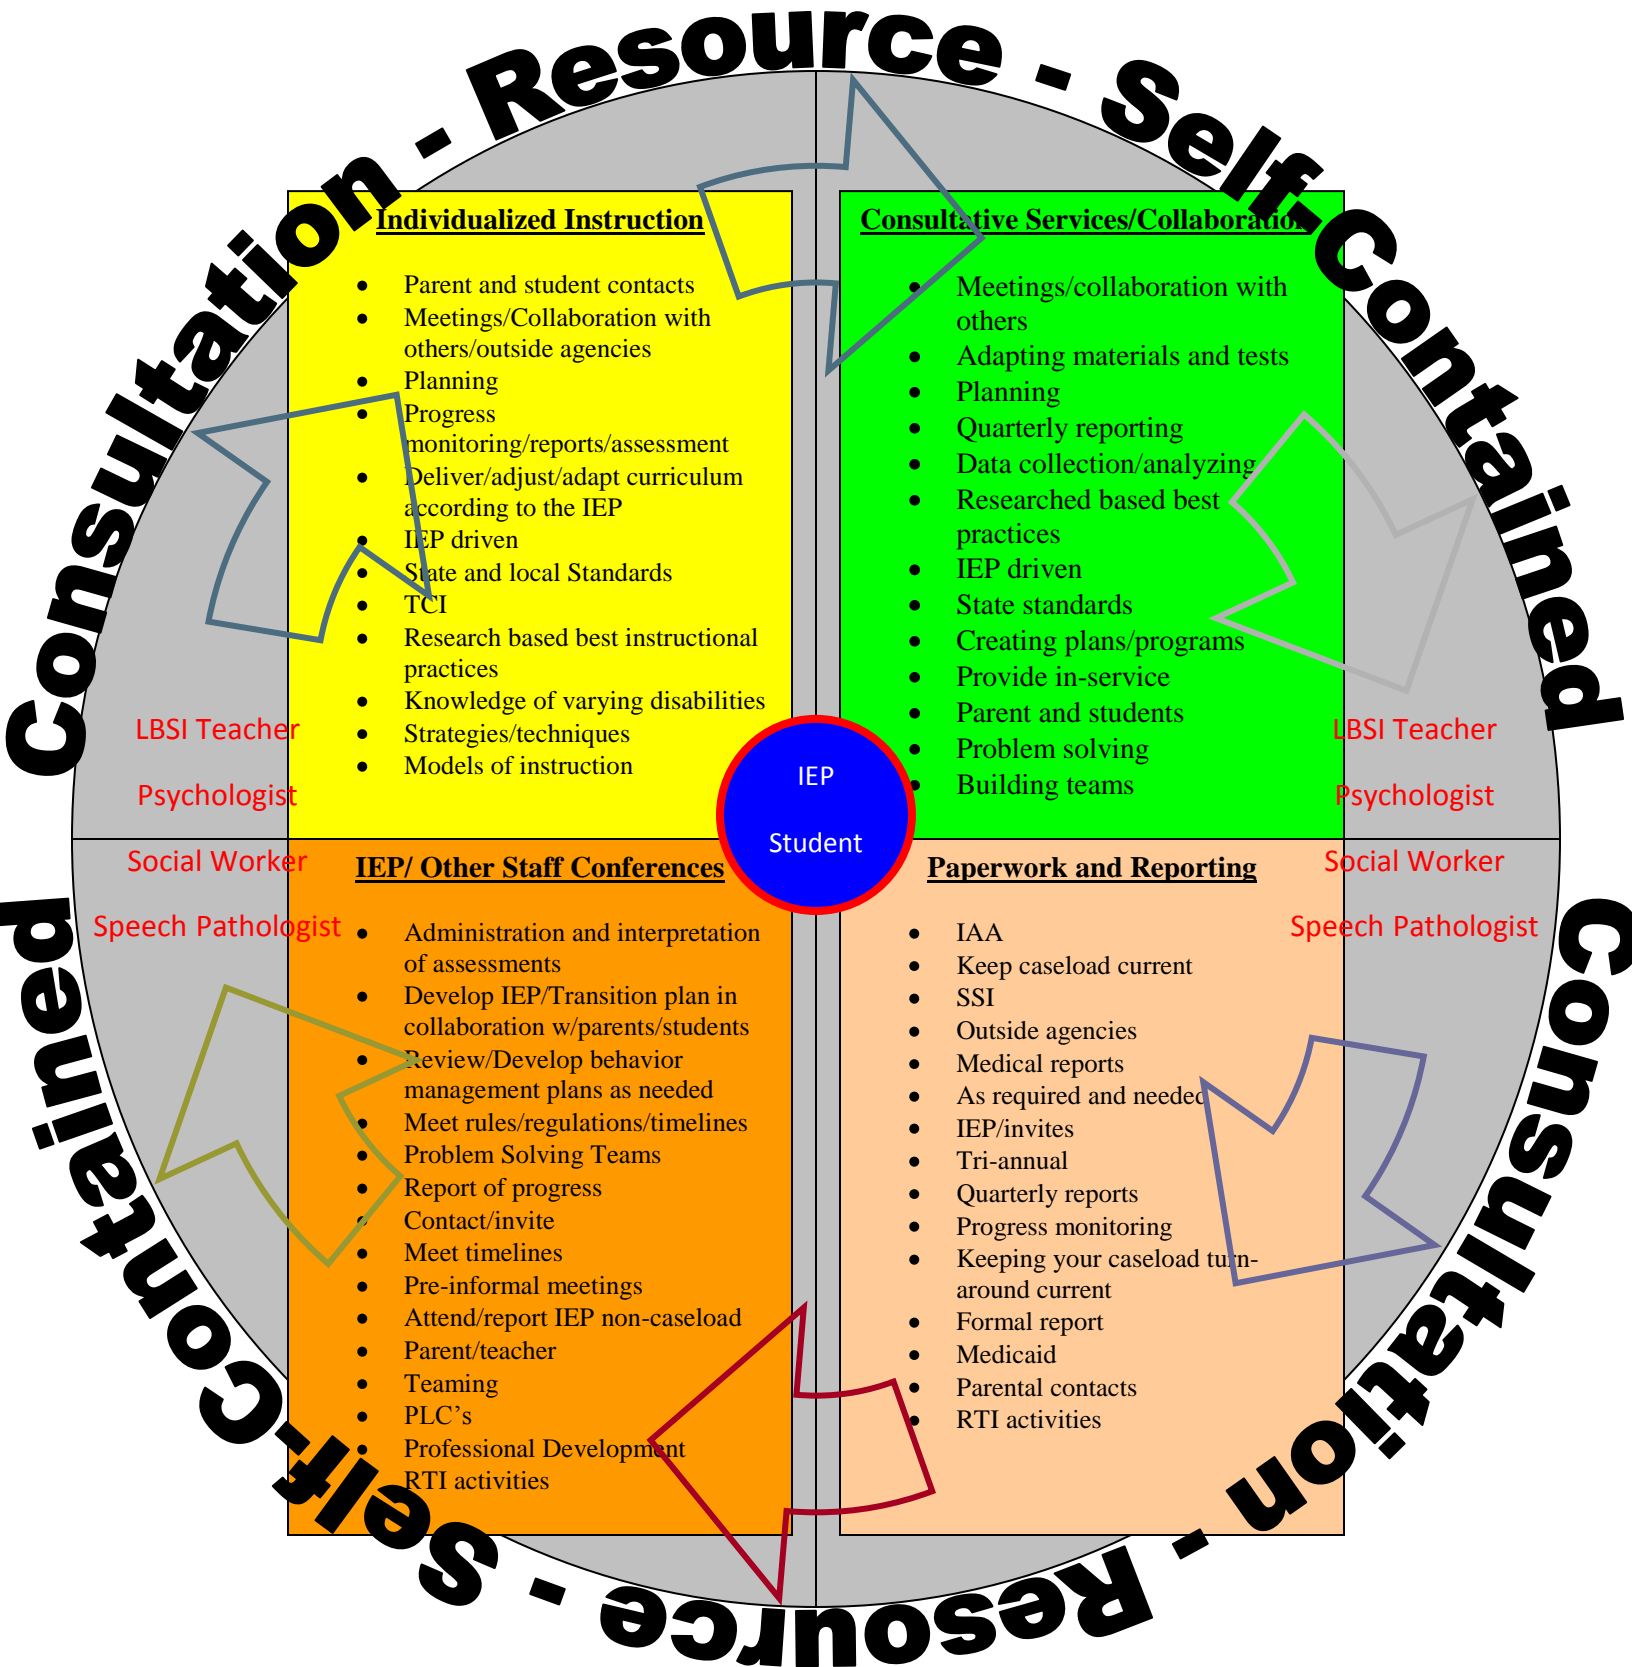 Consultation - Resource - Self-Contained
Individualized Instruction
• Parent and student contacts
• Meetings/Collaboration with
others/outside agencies
• Planning
• Progress
monitoring/reports/assessment
• Deliver/adjust/adapt curriculum
according to the IEP
• IEP driven
• State and local Standards
• TCI
• Research based best instructional
practices
• Knowledge of varying disabilities
• Strategies/techniques
• Models of instruction
Consultative Services/Collaboration
• Meetings/collaboration with
others
• Adapting materials and tests
• Planning
• Quarterly reporting
• Data collection/analyzing
• Researched based best
practices
• IEP driven
• State standards
• Creating plans/programs
• Provide in-service
• Parent and students
• Problem solving
• Building teams
LBSI Teacher
Psychologist
Social Worker
Speech Pathologist
IEP
Student
LBSI Teacher
Psychologist
Social Worker
Speech Pathologist
IEP/ Other Staff Conferences
• Administration and interpretation
of assessments
• Develop IEP/Transition plan in
collaboration w/parents/students
• Review/Develop behavior
management plans as needed
• Meet rules/regulations/timelines
• Problem Solving Teams
• Report of progress
• Contact/invite
• Meet timelines
• Pre-informal meetings
• Attend/report IEP non-caseload
• Parent/teacher
• Teaming
• PLC’s
• Professional Development
• RTI activities
Paperwork and Reporting
• IAA
• Keep caseload current
• SSI
• Outside agencies
• Medical reports
• As required and needed
• IEP/invites
• Tri-annual
• Quarterly reports
• Progress monitoring
• Keeping your caseload turn-
around current
• Formal report
• Medicaid
• Parental contacts
• RTI activities
Consultation - Resource - Self-Contained